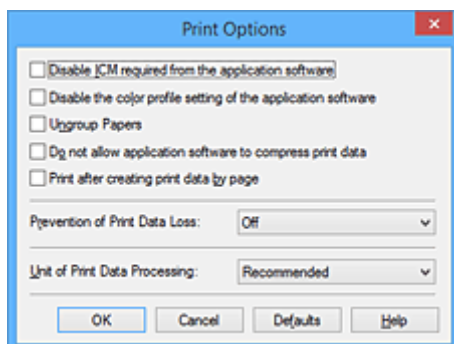 Print Options
Disable ICM required from the application software
Disable the color profile setting of the application software
Ungroup Papers
Do not allow application software to compress print data
Print after creating print data by page
Prevention of Print Data Loss: Off
Unit of Print Data Processing: Recommended
OK Cancel Defaults Help